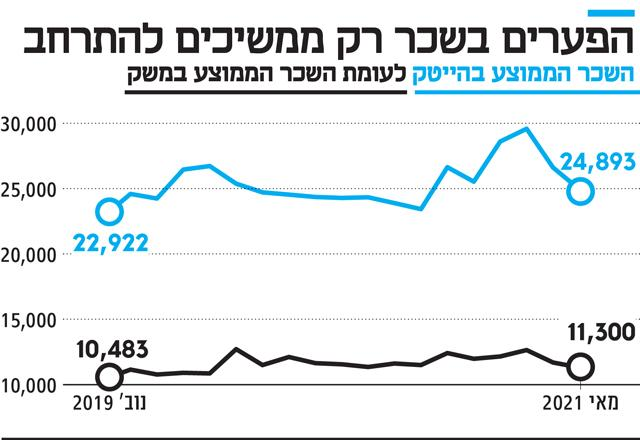 הפערים בשכר רק ממשיכים להתרחב
השכר הממוצע בהייטק לעומת השכר הממוצע במשק
30,000
24,893
25,000
22,922
20,000
15,000
11,300
10,483
10,000
נוב' 2019
מאי 2021